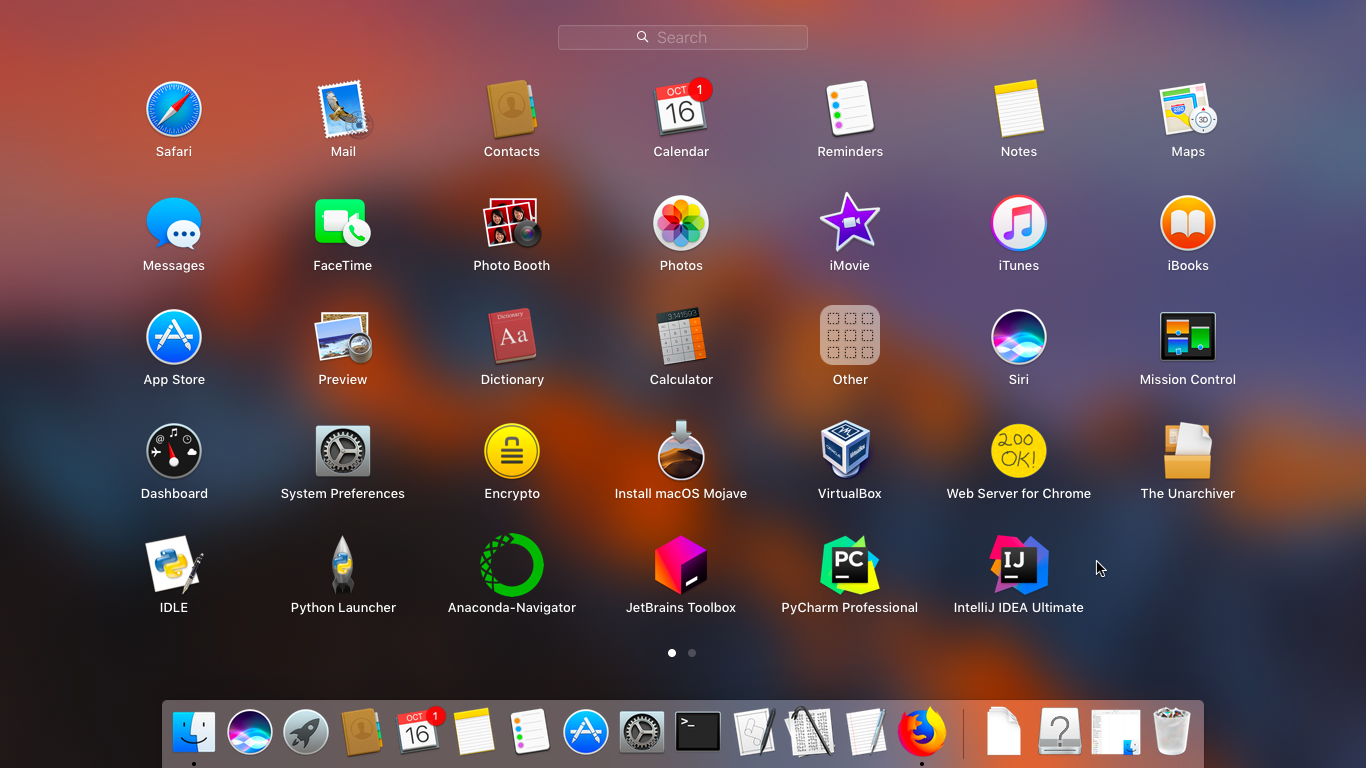 Search
OCT 1
16
3D
Safari
Mail
Contacts
Calendar
Reminders
Notes
Maps
Messages
FaceTime
Photo Booth
Photos
iMovie
iTunes
iBooks
Dictionary
3.141593
Aa
App Store
Preview
Dictionary
Calculator
Other
Siri
Mission Control
200
OK!
Dashboard
System Preferences
Encrypto
Install macOS Mojave
VirtualBox
Web Server for Chrome
The Unarchiver
PC
IJ
IDLE
Python Launcher
Anaconda-Navigator
JetBrains Toolbox
PyCharm Professional
IntelliJ IDEA Ultimate
OCT 1
16
>_
?